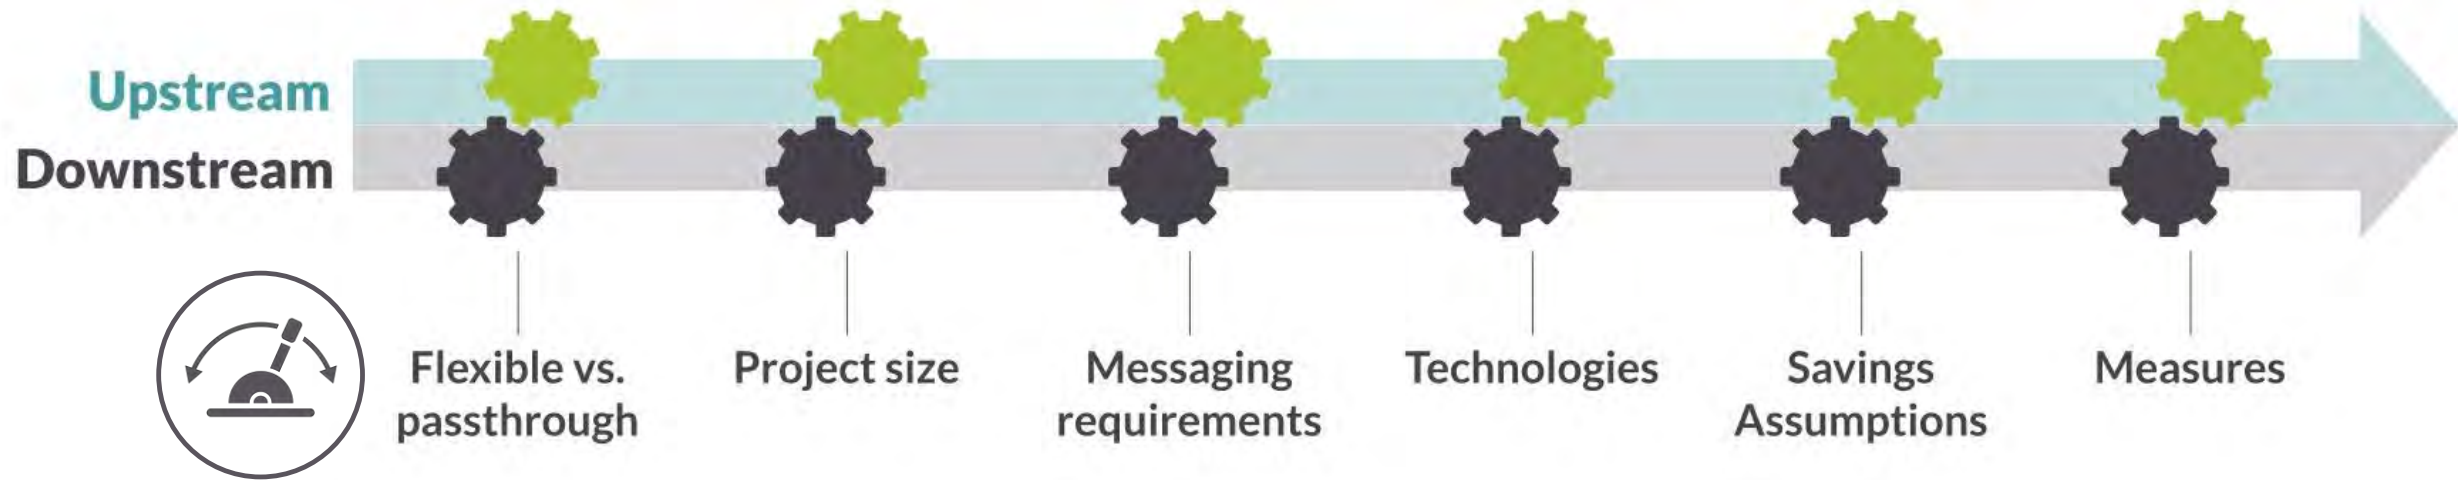 Upstream
Downstream
Flexible vs.
passthrough
Project size
Messaging
requirements
Technologies
Savings
Assumptions
Measures